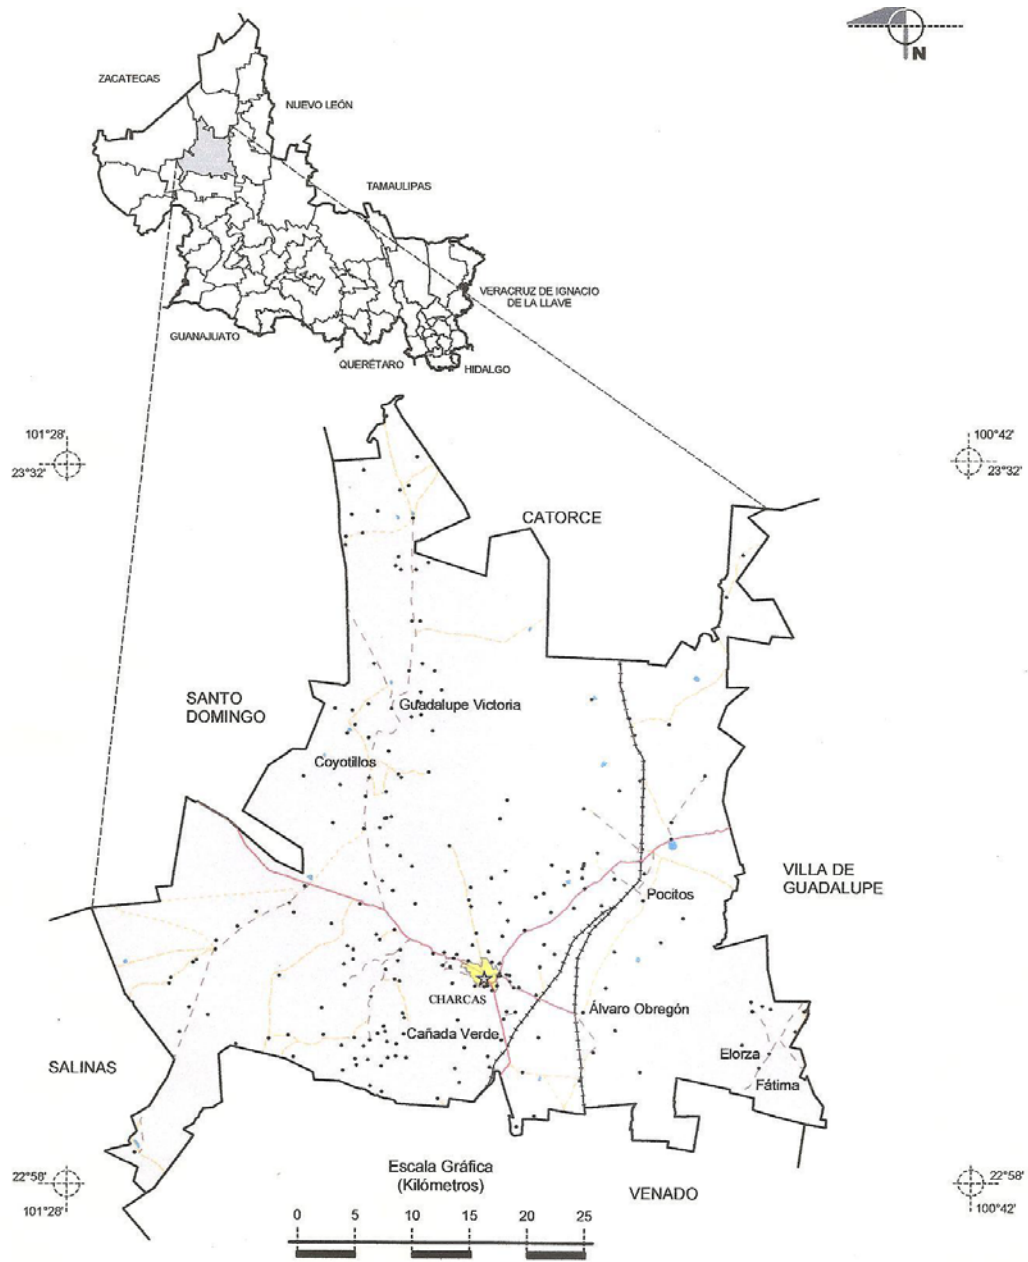 N
ZACATECAS
NUEVO LEÓN
TAMAULIPAS
VERACRUZ DE IGNACIO
DE LA LLAVE
GUANAJUATO
QUERÉTARO
HIDALGO
101°28'
23°32'
100°42'
23°32'
CATORCE
SANTO
DOMINGO
Guadalupe Victoria
Coyotillos
VILLA DE
GUADALUPE
Pocitos
CHARCAS
Álvaro Obregón
Cañada Verde
Elorza
Fátima
SALINAS
Escala Gráfica
(Kilómetros)
VENADO
22°58'
101°28'
22°58'
100°42'
0 5 10 15 20 25